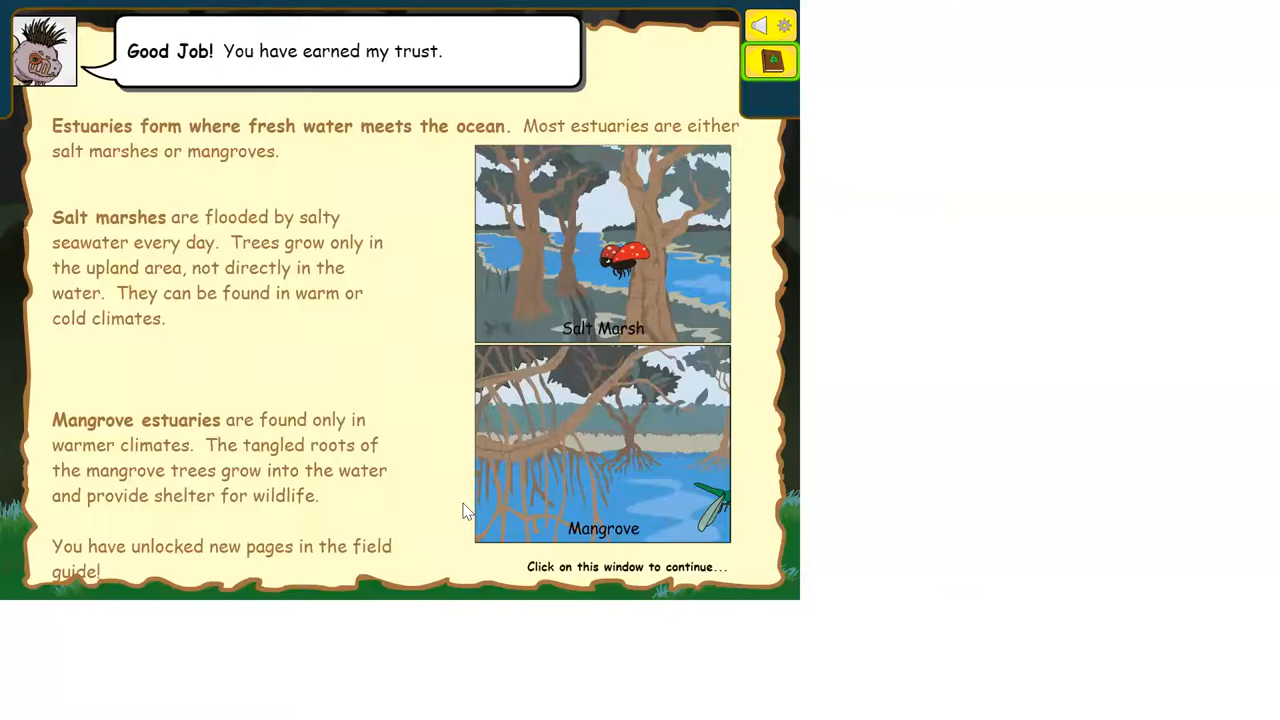 Good Job! You have earned my trust.
Estuaries form where fresh water meets the ocean. Most estuaries are either
salt marshes or mangroves.
Salt marshes are flooded by salty
seawater every day. Trees grow only in
the upland area, not directly in the
water. They can be found in warm or
cold climates.
Salt Marsh
Mangrove estuaries are found only in
warmer climates. The tangled roots of
the mangrove trees grow into the water
and provide shelter for wildlife.
Mangrove
You have unlocked new pages in the field
guide!
Click on this window to continue...